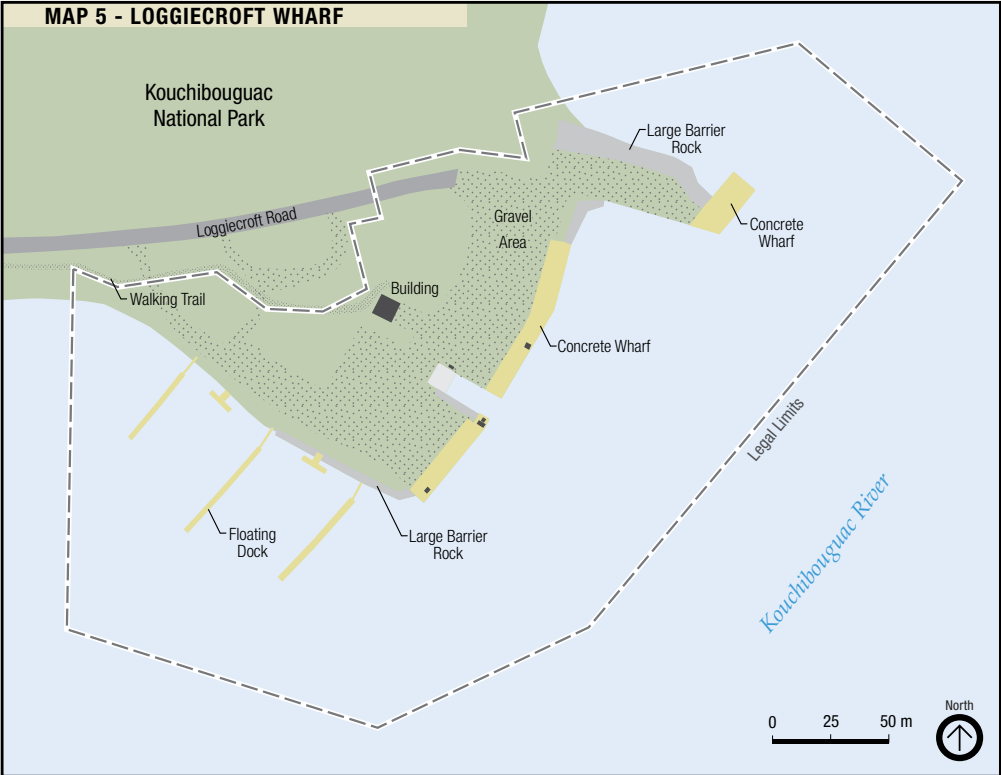 MAP 5 - LOGGIECROFT WHARF
Kouchibouguac
National Park
Large Barrier
Rock
Loggiecroft Road
Gravel
Area
Concrete
Wharf
Walking Trail
Building
Concrete Wharf
Legal Limits
Floating
Dock
Large Barrier
Rock
Kouchibouguac River
North
0 25 50 m